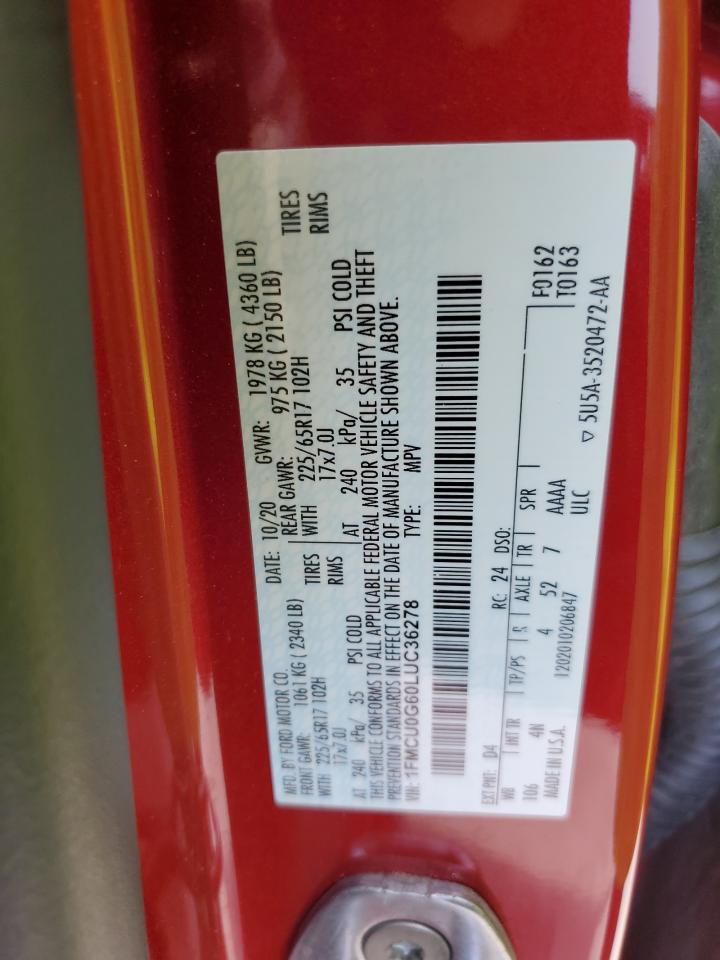 MFD. BY FORD MOTOR CO.
DATE: 10/20 GVWR: 1978 KG ( 4360 LB)
FRONT GAWR: 1061 KG ( 2340 LB) REAR GAWR: 975 KG ( 2150 LB)
WITH 225/65R17 102H TIRES WITH 225/65R17 102H TIRES
17x7.0J RIMS 17x7.0J RIMS
AT 240 kPa/ 35 PSI COLD AT 240 kPa/ 35 PSI COLD
THIS VEHICLE CONFORMS TO ALL APPLICABLE FEDERAL MOTOR VEHICLE SAFETY AND THEFT
PREVENTION STANDARDS IN EFFECT ON THE DATE OF MANUFACTURE SHOWN ABOVE.
VIN: 1FMCU0G60LUC36278 TYPE: MPV
EXT PNT: D4 RC: 24 DSO: F0162
WB INT TR TP/PS R AXLE TR SPR T0163
106 4N 4 52 7 AAAA
MADE IN U.S.A. 1202010206847 ULC
▽ 5U5A-3520472-AA